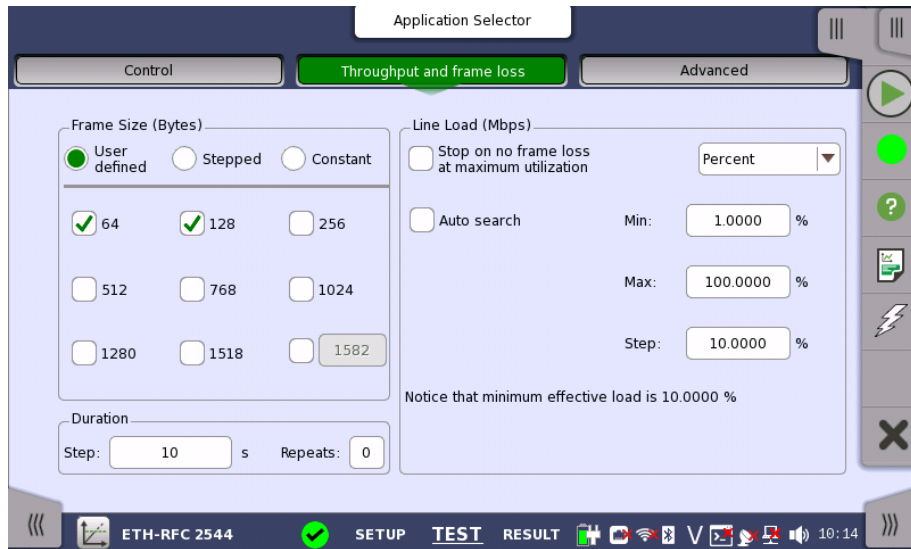 Application Selector
Control
Throughput and frame loss
Advanced
Frame Size (Bytes)
User defined
Stepped
Constant
64
128
256
512
768
1024
1280
1518
1582
Duration
Step: 10 s Repeats: 0
Line Load (Mbps)
Stop on no frame loss
at maximum utilization
Percent
Auto search
Min: 1.0000 %
Max: 100.0000 %
Step: 10.0000 %
Notice that minimum effective load is 10.0000 %
ETH-RFC 2544
SETUP
TEST
RESULT
10:14